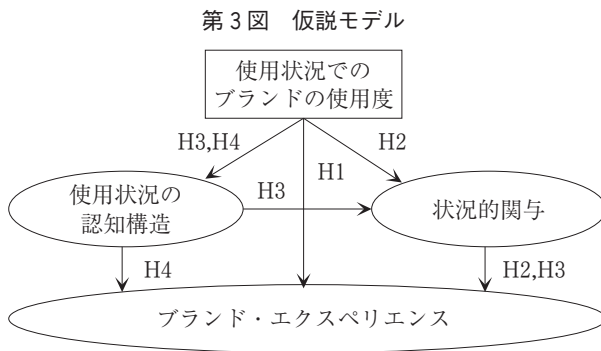 第3図　仮説モデル
使用状況での
ブランドの使用度
H3,H4
H2
H1
使用状況の
認知構造
H3
状況的関与
H4
H2,H3
ブランド・エクスペリエンス